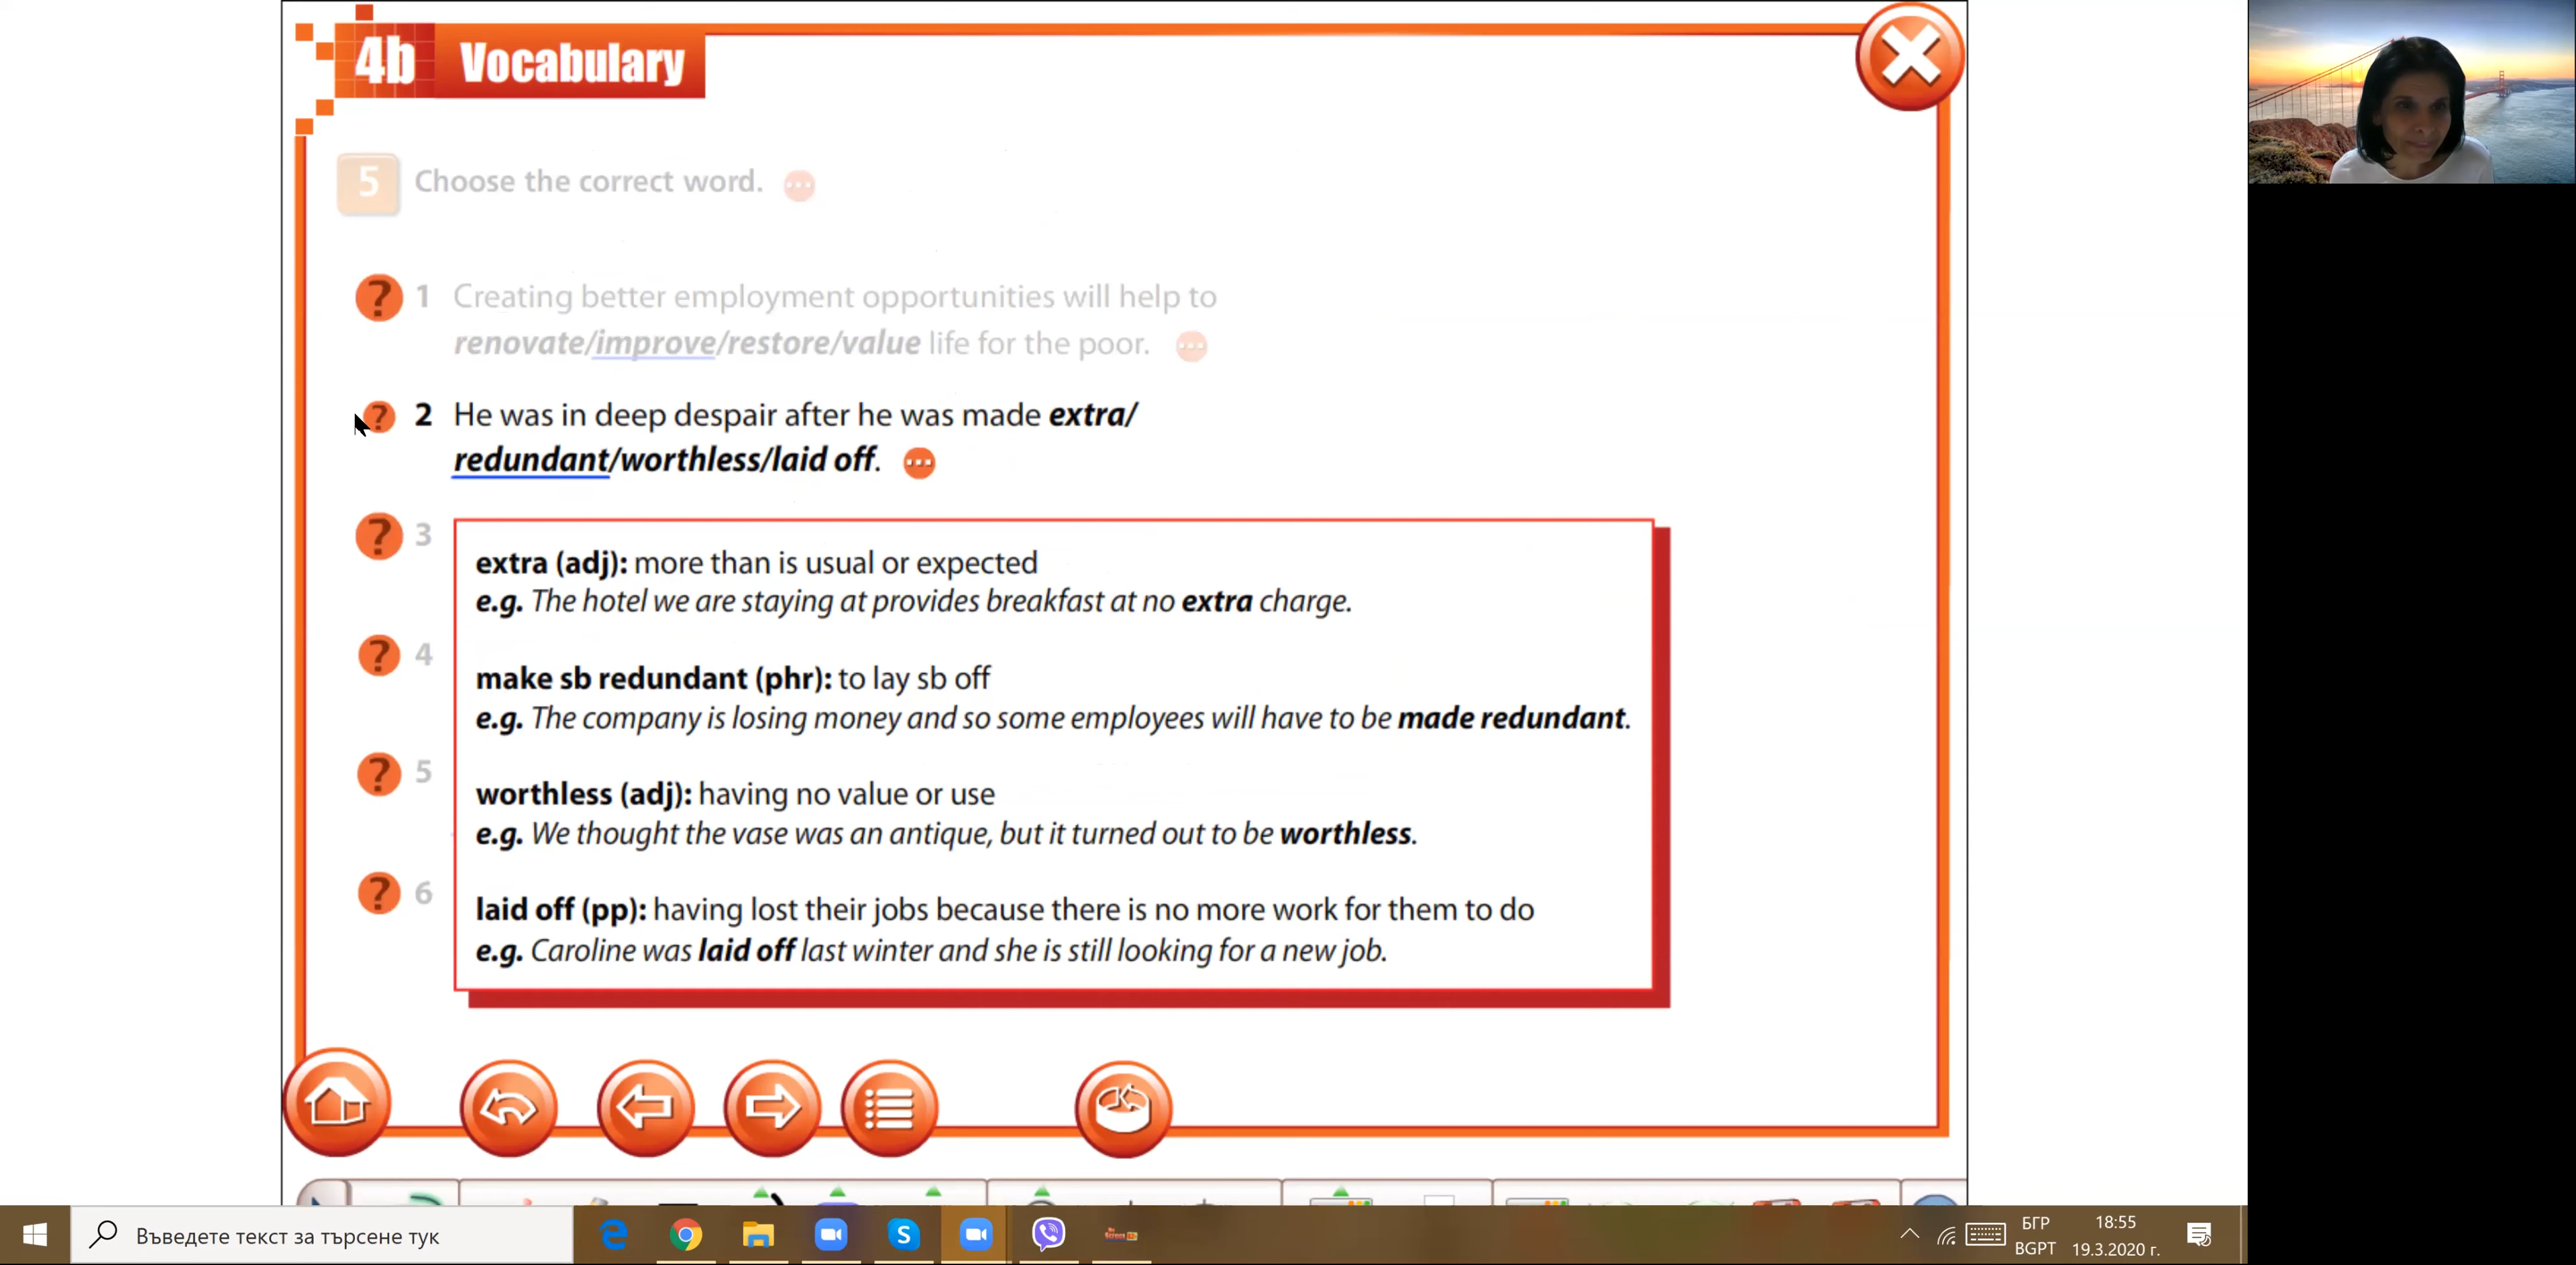 4b Vocabulary
5 Choose the correct word.
? 1 Creating better employment opportunities will help to
renovate/improve/restore/value life for the poor.
? 2 He was in deep despair after he was made extra/
redundant/worthless/laid off.
? 3
extra (adj): more than is usual or expected
e.g. The hotel we are staying at provides breakfast at no extra charge.
? 4
make sb redundant (phr): to lay sb off
e.g. The company is losing money and so some employees will have to be made redundant.
? 5
worthless (adj): having no value or use
e.g. We thought the vase was an antique, but it turned out to be worthless.
? 6
laid off (pp): having lost their jobs because there is no more work for them to do
e.g. Caroline was laid off last winter and she is still looking for a new job.
Въведете текст за търсене тук
БГР
BGPT
18:55
19.3.2020 г.